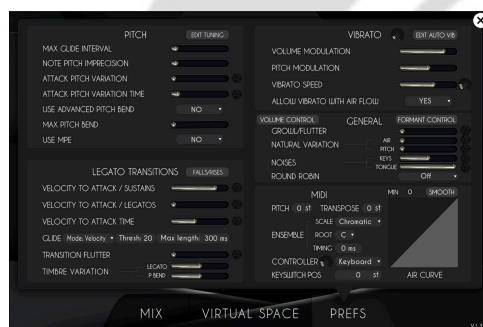 PITCH EDIT TUNING
MAX GLIDE INTERVAL
NOTE PITCH IMPRECISION
ATTACK PITCH VARIATION
ATTACK PITCH VARIATION TIME
USE ADVANCED PITCH BEND NO
MAX PITCH BEND
USE MPE NO
LEGATO TRANSITIONS FALLS/RISES
VELOCITY TO ATTACK / SUSTAINS
VELOCITY TO ATTACK / LEGATOS
VELOCITY TO ATTACK TIME
GLIDE Mode: Velocity Thresh: 20 Max length: 300 ms
TRANSITION FLUTTER
TIMBRE VARIATION LEGATO
P BEND
VIBRATO EDIT AUTO VIB
VOLUME MODULATION
PITCH MODULATION
VIBRATO SPEED
ALLOW VIBRATO WITH AIR FLOW YES
VOLUME CONTROL GENERAL FORMANT CONTROL
GROWL/FLUTTER
NATURAL VARIATION AIR
PITCH
NOISES KEYS
TONGUE
ROUND ROBIN Off
MIDI MIN 0 SMOOTH
PITCH 0 st TRANSPOSE 0 st
SCALE Chromatic
ENSEMBLE ROOT C
TIMING 0 ms
CONTROLLER Keyboard
KEYSWITCH POS 0 st AIR CURVE
MIX VIRTUAL SPACE PREFS